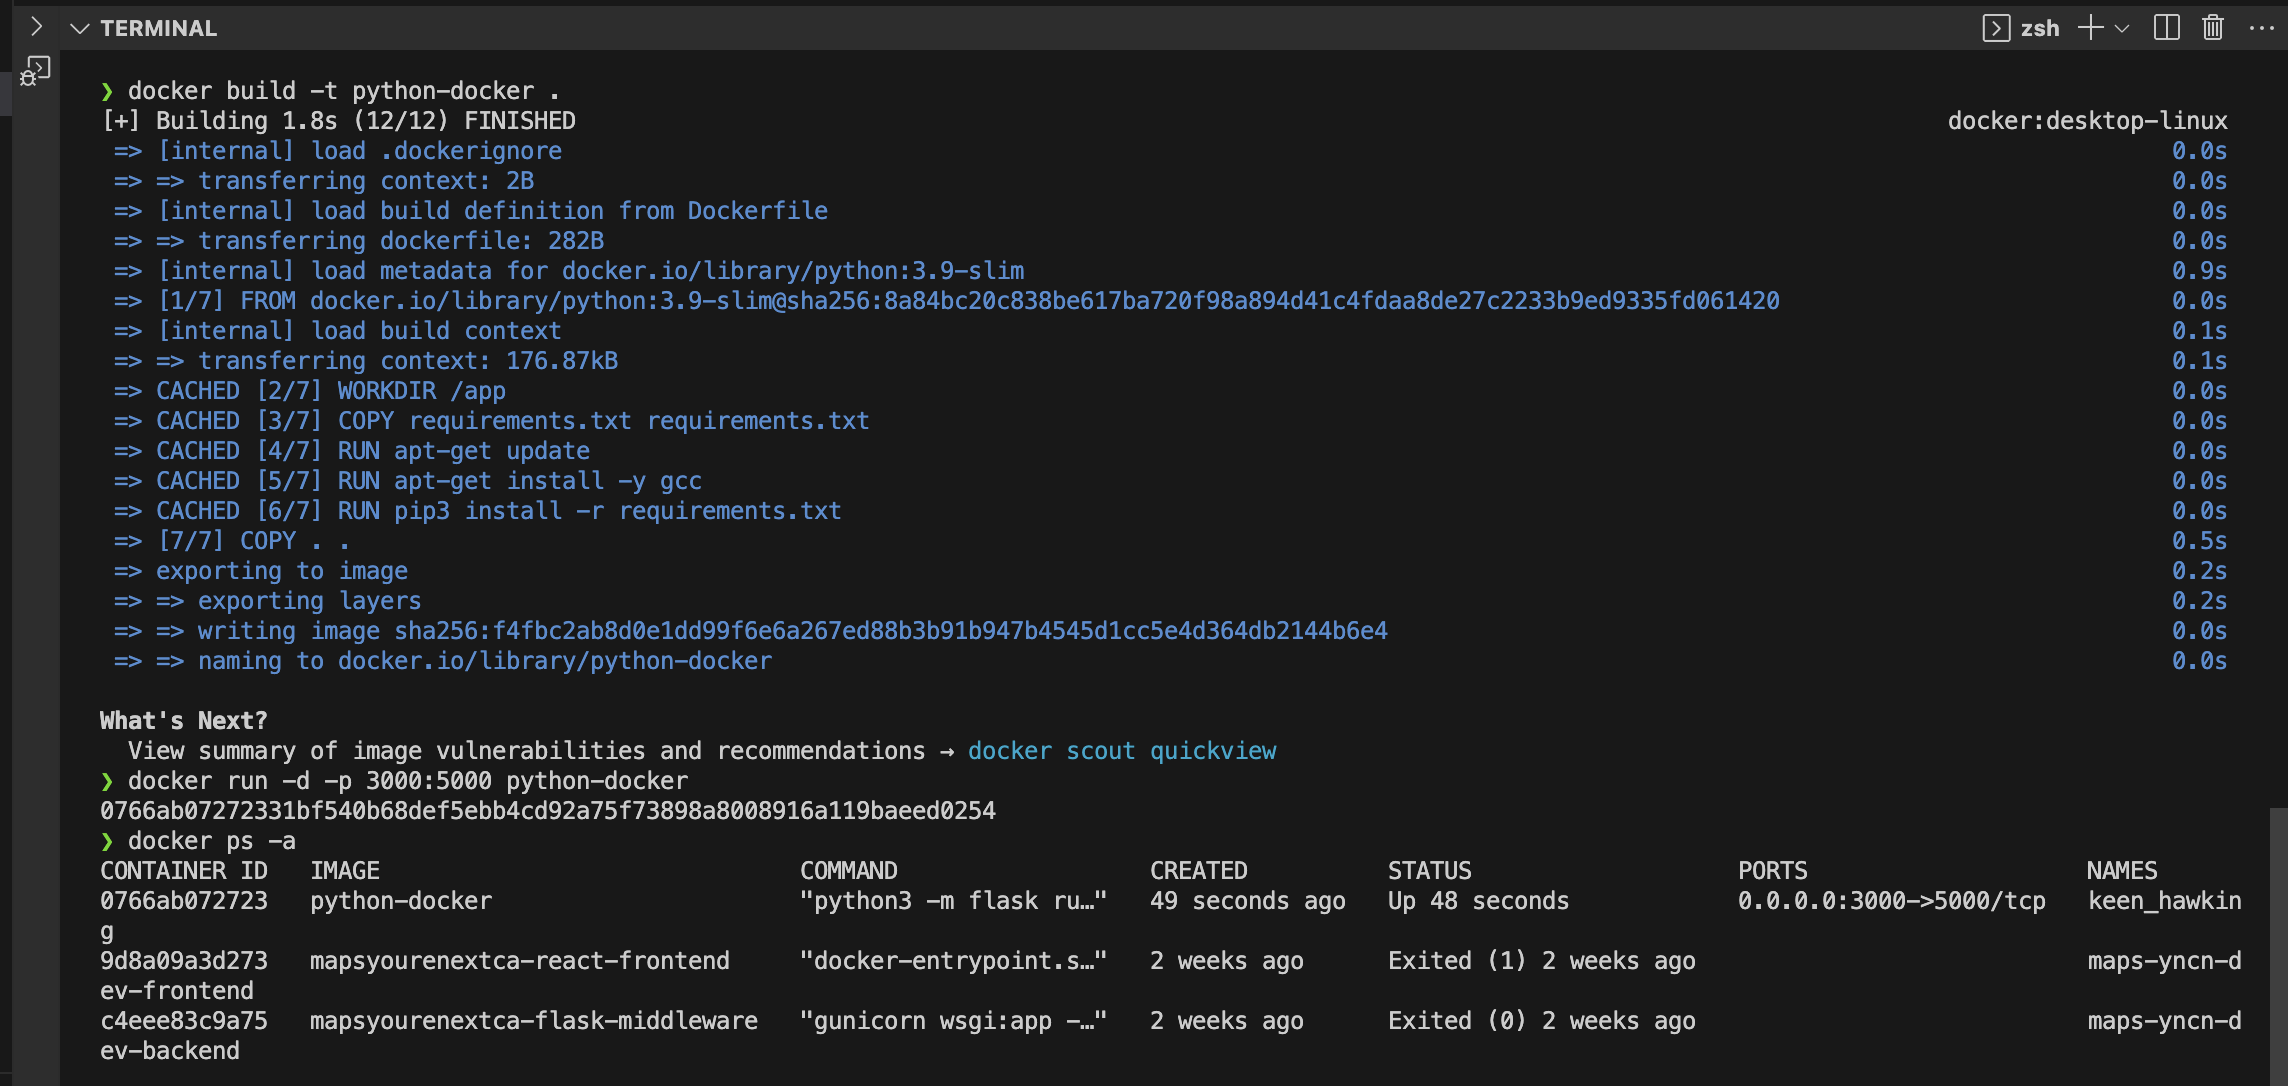 TERMINAL
zsh
❯ docker build -t python-docker .
[+] Building 1.8s (12/12) FINISHED docker:desktop-linux
=> [internal] load .dockerignore 0.0s
=> => transferring context: 2B 0.0s
=> [internal] load build definition from Dockerfile 0.0s
=> => transferring dockerfile: 282B 0.0s
=> [internal] load metadata for docker.io/library/python:3.9-slim 0.9s
=> [1/7] FROM docker.io/library/python:3.9-slim@sha256:8a84bc20c838be617ba720f98a894d41c4fdaa8de27c2233b9ed9335fd061420 0.0s
=> [internal] load build context 0.1s
=> => transferring context: 176.87kB 0.1s
=> CACHED [2/7] WORKDIR /app 0.0s
=> CACHED [3/7] COPY requirements.txt requirements.txt 0.0s
=> CACHED [4/7] RUN apt-get update 0.0s
=> CACHED [5/7] RUN apt-get install -y gcc 0.0s
=> CACHED [6/7] RUN pip3 install -r requirements.txt 0.0s
=> [7/7] COPY . . 0.5s
=> exporting to image 0.2s
=> => exporting layers 0.2s
=> => writing image sha256:f4fbc2ab8d0e1dd99f6e6a267ed88b3b91b947b4545d1cc5e4d364db2144b6e4 0.0s
=> => naming to docker.io/library/python-docker 0.0s
What's Next?
View summary of image vulnerabilities and recommendations → docker scout quickview
❯ docker run -d -p 3000:5000 python-docker
0766ab07272331bf540b68def5ebb4cd92a75f73898a8008916a119baeed0254
❯ docker ps -a
CONTAINER ID IMAGE COMMAND CREATED STATUS PORTS NAMES
0766ab072723 python-docker "python3 -m flask ru…" 49 seconds ago Up 48 seconds 0.0.0.0:3000->5000/tcp keen_hawkin
g
9d8a09a3d273 mapsyourenextca-react-frontend "docker-entrypoint.s…" 2 weeks ago Exited (1) 2 weeks ago maps-yncn-d
ev-frontend
c4eee83c9a75 mapsyourenextca-flask-middleware "gunicorn wsgi:app -…" 2 weeks ago Exited (0) 2 weeks ago maps-yncn-d
ev-backend